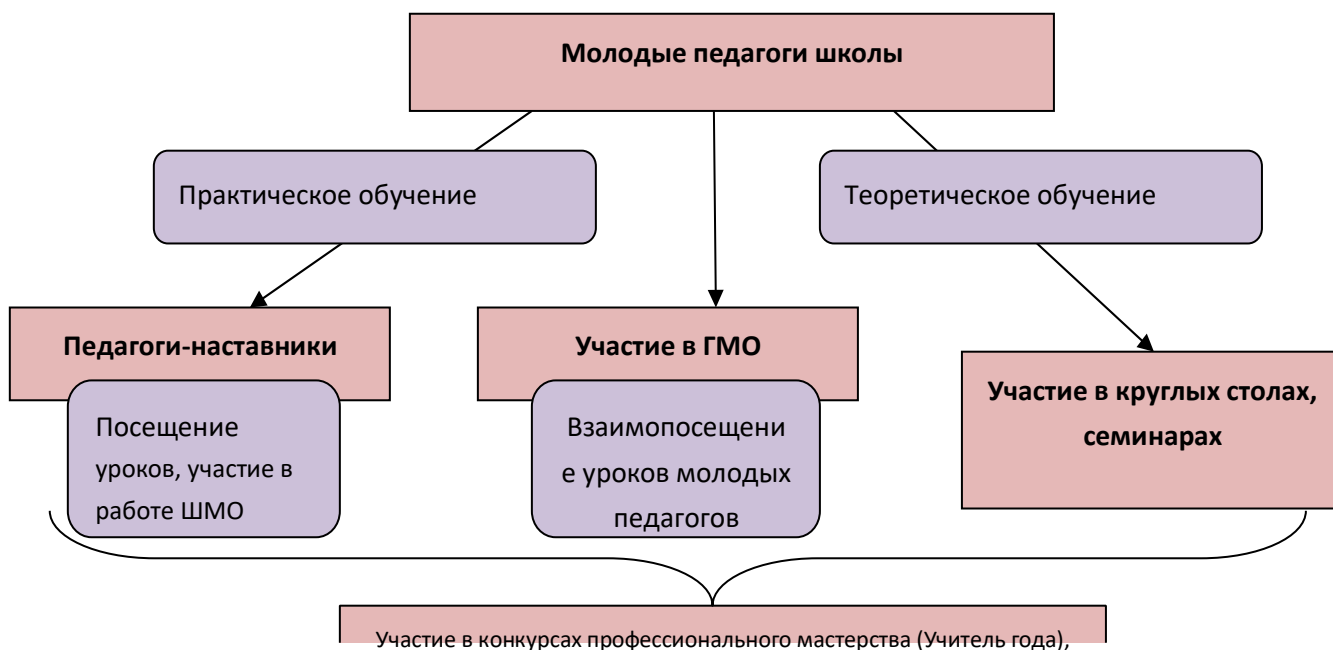 Молодые педагоги школы
Практическое обучение
Теоретическое обучение
Педагоги-наставники
Участие в ГМО
Участие в круглых столах,
семинарах
Посещение
уроков, участие в
работе ШМО
Взаимопосещени
е уроков молодых
педагогов
Участие в конкурсах профессионального мастерства (Учитель года),